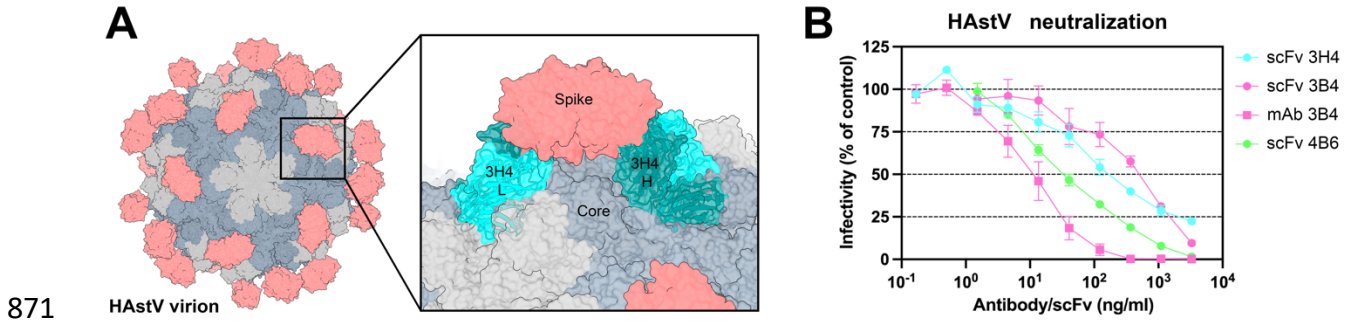 A
Spike
3H4
L
3H4
H
Core
871
HAstV virion
B
HAstV neutralization
Infectivity (% of control)
125
100
75
50
25
0
10-1
100
101
102
103
104
Antibody/scFv (ng/ml)
scFv 3H4
scFv 3B4
mAb 3B4
scFv 4B6